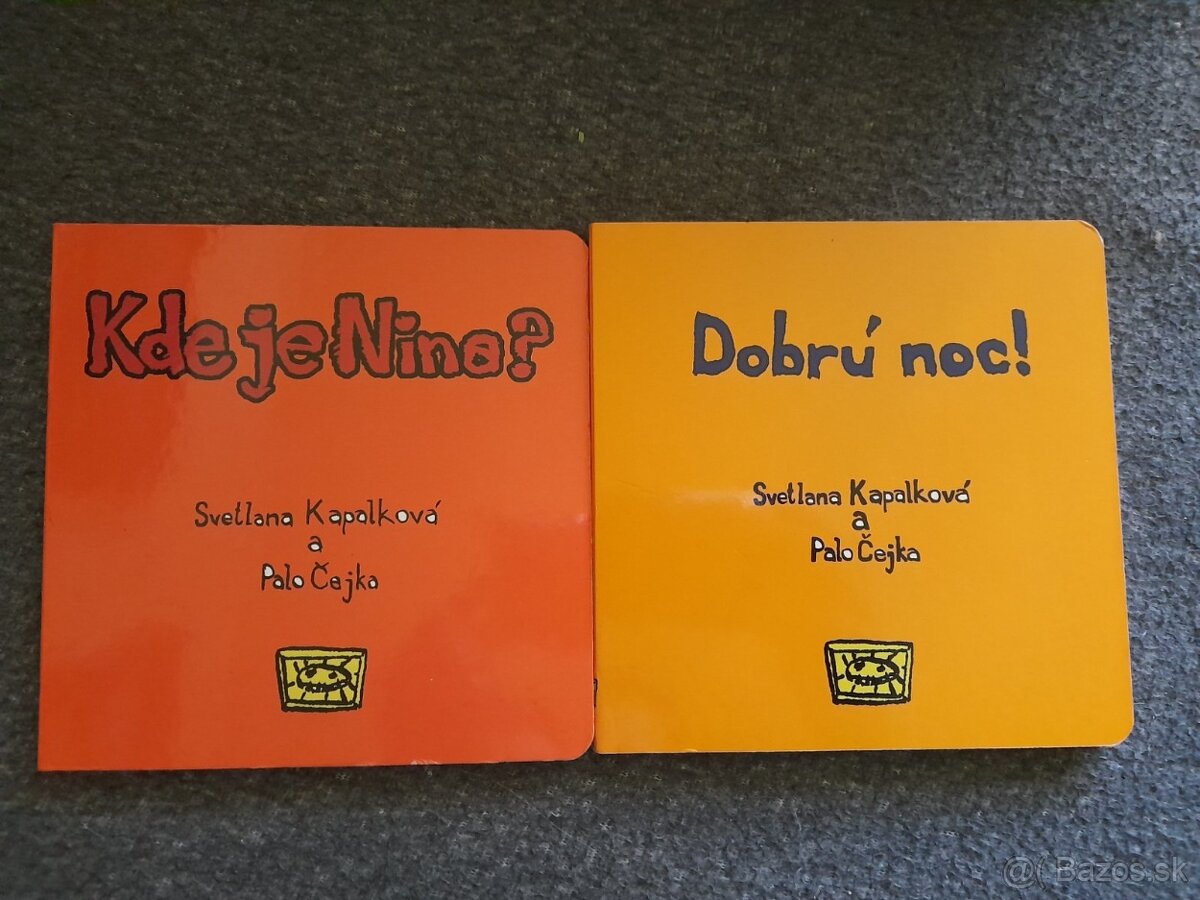 Kde je Nina?
Svetlana Kapalková
a
Palo Čejka
Dobrú noc!
Svetlana Kapalková
a
Palo Čejka
@( Bazos.sk